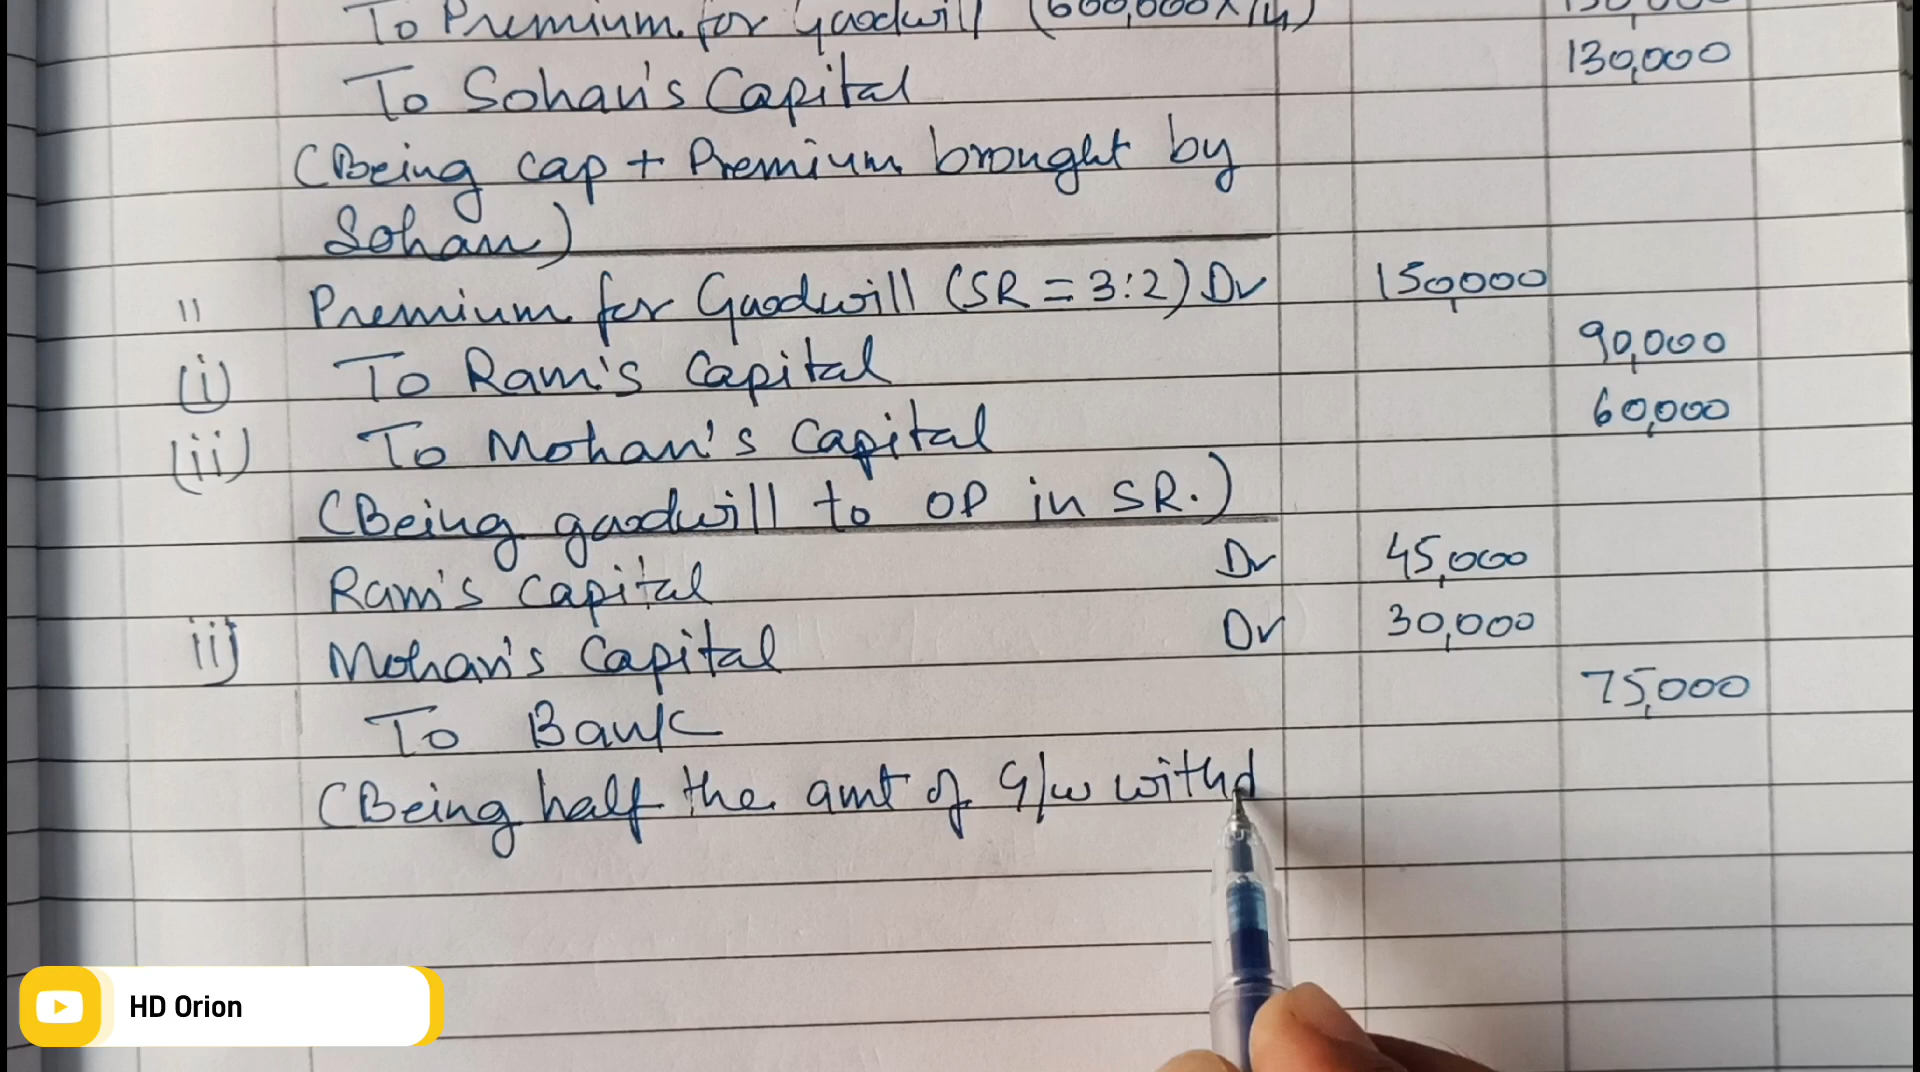 To Premium for Goodwill (600,000 X 1/4)
130,000
To Sohan's Capital
(Being cap + Premium brought by
Sohan)
11 Premium for Goodwill (SR = 3:2) Dr 150,000
90,000
(i) To Ram's Capital
60,000
(ii) To Mohan's Capital
(Being goodwill to OP in SR.)
Ram's Capital Dr 45,000
ii) Mohan's Capital Dr 30,000
75,000
To Bank
(Being half the amt of G/w withd
HD Orion